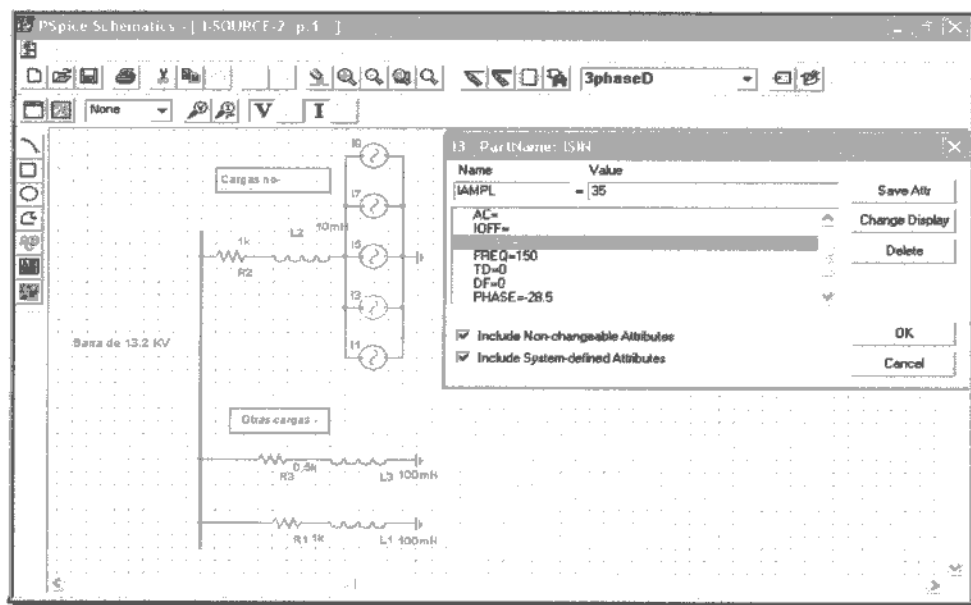 PSpice Schematics - [ I-SOURCE-2 p.1 ]
3phaseD
None
V
I
I3 PartName: ISIN
Name Value
IAMPL = 35
Save Attr
AC=
IOFF=
Change Display
FREQ=150
Delete
TD=0
DF=0
PHASE=-28.5
Include Non-changeable Attributes
OK
Include System-defined Attributes
Cancel
Cargas no-
I7
L2
10mH
1k
R2
I5
I3
I1
Barra de 13.2 KV
Otras cargas -
R3
0.5k
L3 100mH
R1 1k
L1 100mH